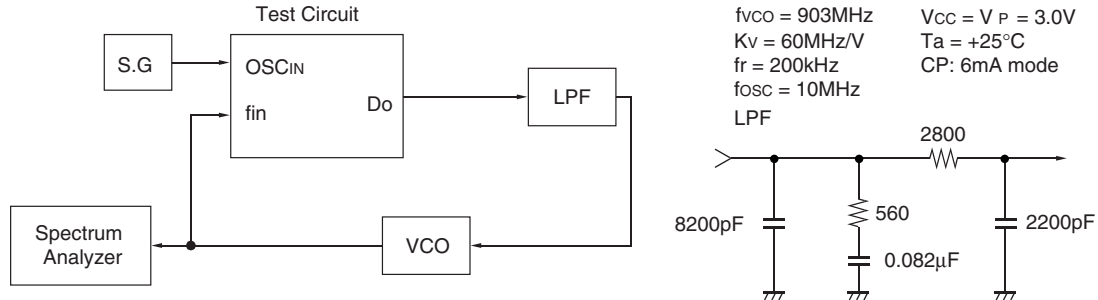 Test Circuit
S.G
OSCIN
fin
Do
LPF
VCO
Spectrum
Analyzer
fVCO = 903MHz
KV = 60MHz/V
fr = 200kHz
fOSC = 10MHz
LPF
VCC = V P = 3.0V
Ta = +25°C
CP: 6mA mode
2800
8200pF
560
2200pF
0.082μF